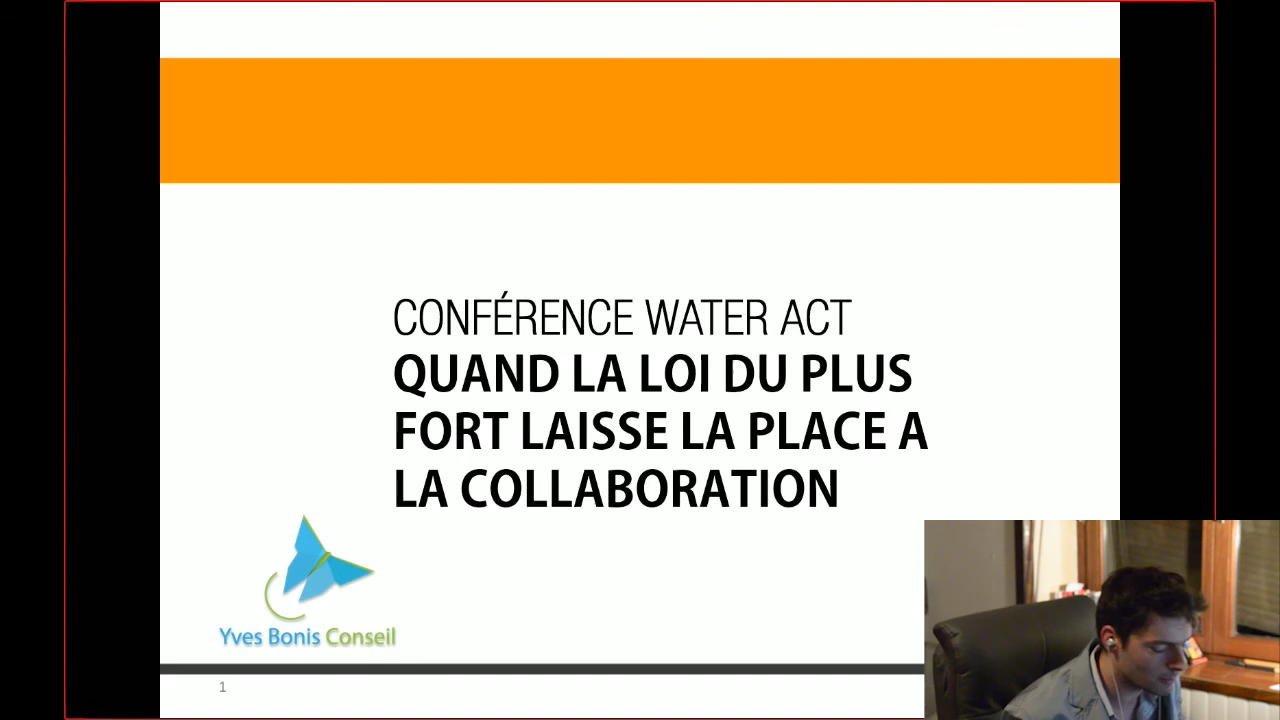 CONFÉRENCE WATER ACT
QUAND LA LOI DU PLUS
FORT LAISSE LA PLACE A
LA COLLABORATION
Yves Bonis Conseil
1